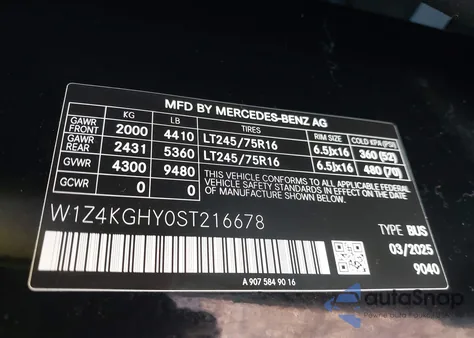 MFD BY MERCEDES-BENZ AG
KG LB TIRES RIM SIZE COLD KPA (PSI)
GAWR FRONT 2000 4410 LT245/75R16 6.5Jx16 360 (52)
GAWR REAR 2431 5360 LT245/75R16 6.5Jx16 480 (70)
GVWR 4300 9480
GCWR 0 0
THIS VEHICLE CONFORMS TO ALL APPLICABLE FEDERAL
MOTOR VEHICLE SAFETY STANDARDS IN EFFECT ON THE
DATE OF MANUFACTURE SHOWN ABOVE.
W1Z4KGHY0ST216678
TYPE BUS
03/2025
9040
A 907 584 90 16
autoSnap